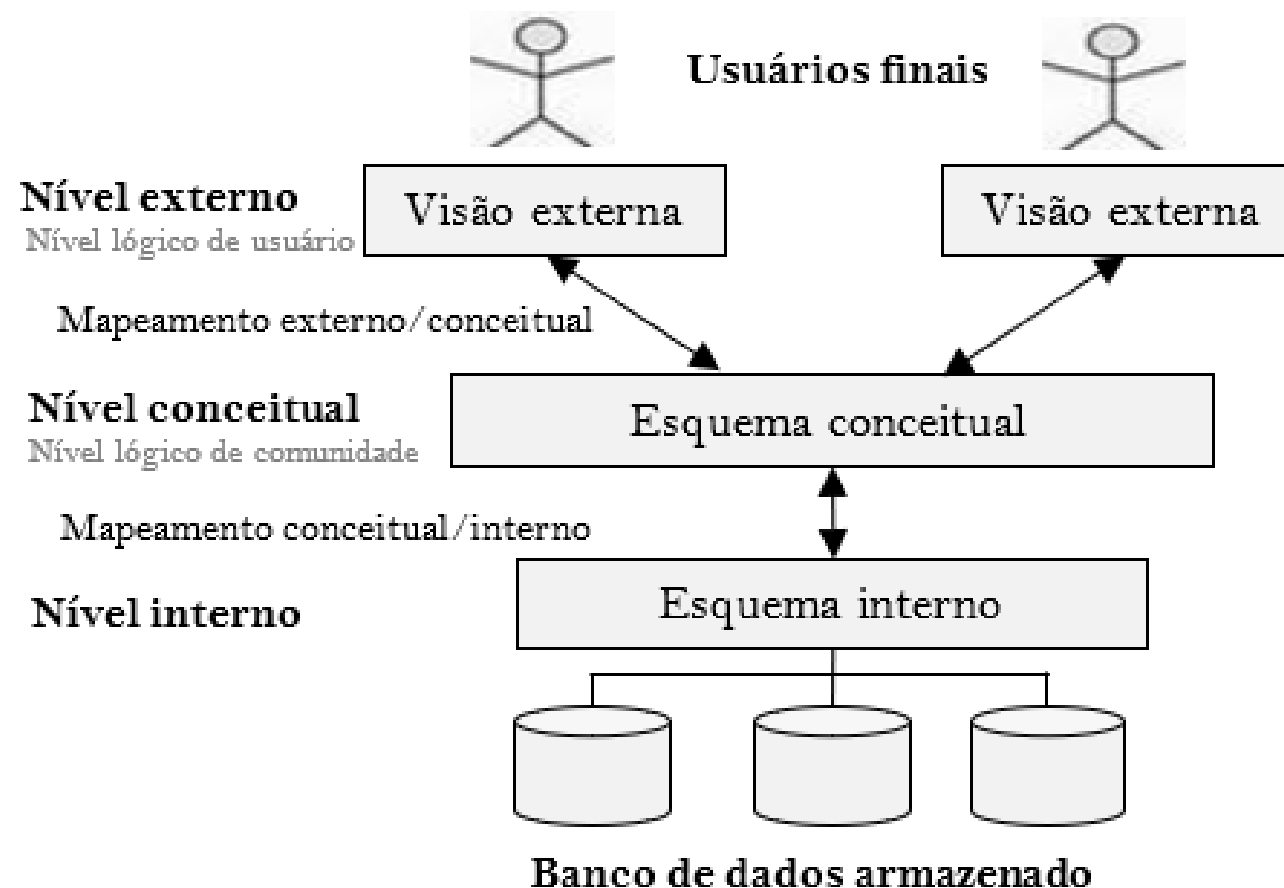 Usuários finais
Nível externo
Nível lógico de usuário
Visão externa
Visão externa
Mapeamento externo/conceitual
Nível conceitual
Nível lógico de comunidade
Esquema conceitual
Mapeamento conceitual/interno
Nível interno
Esquema interno
Banco de dados armazenado